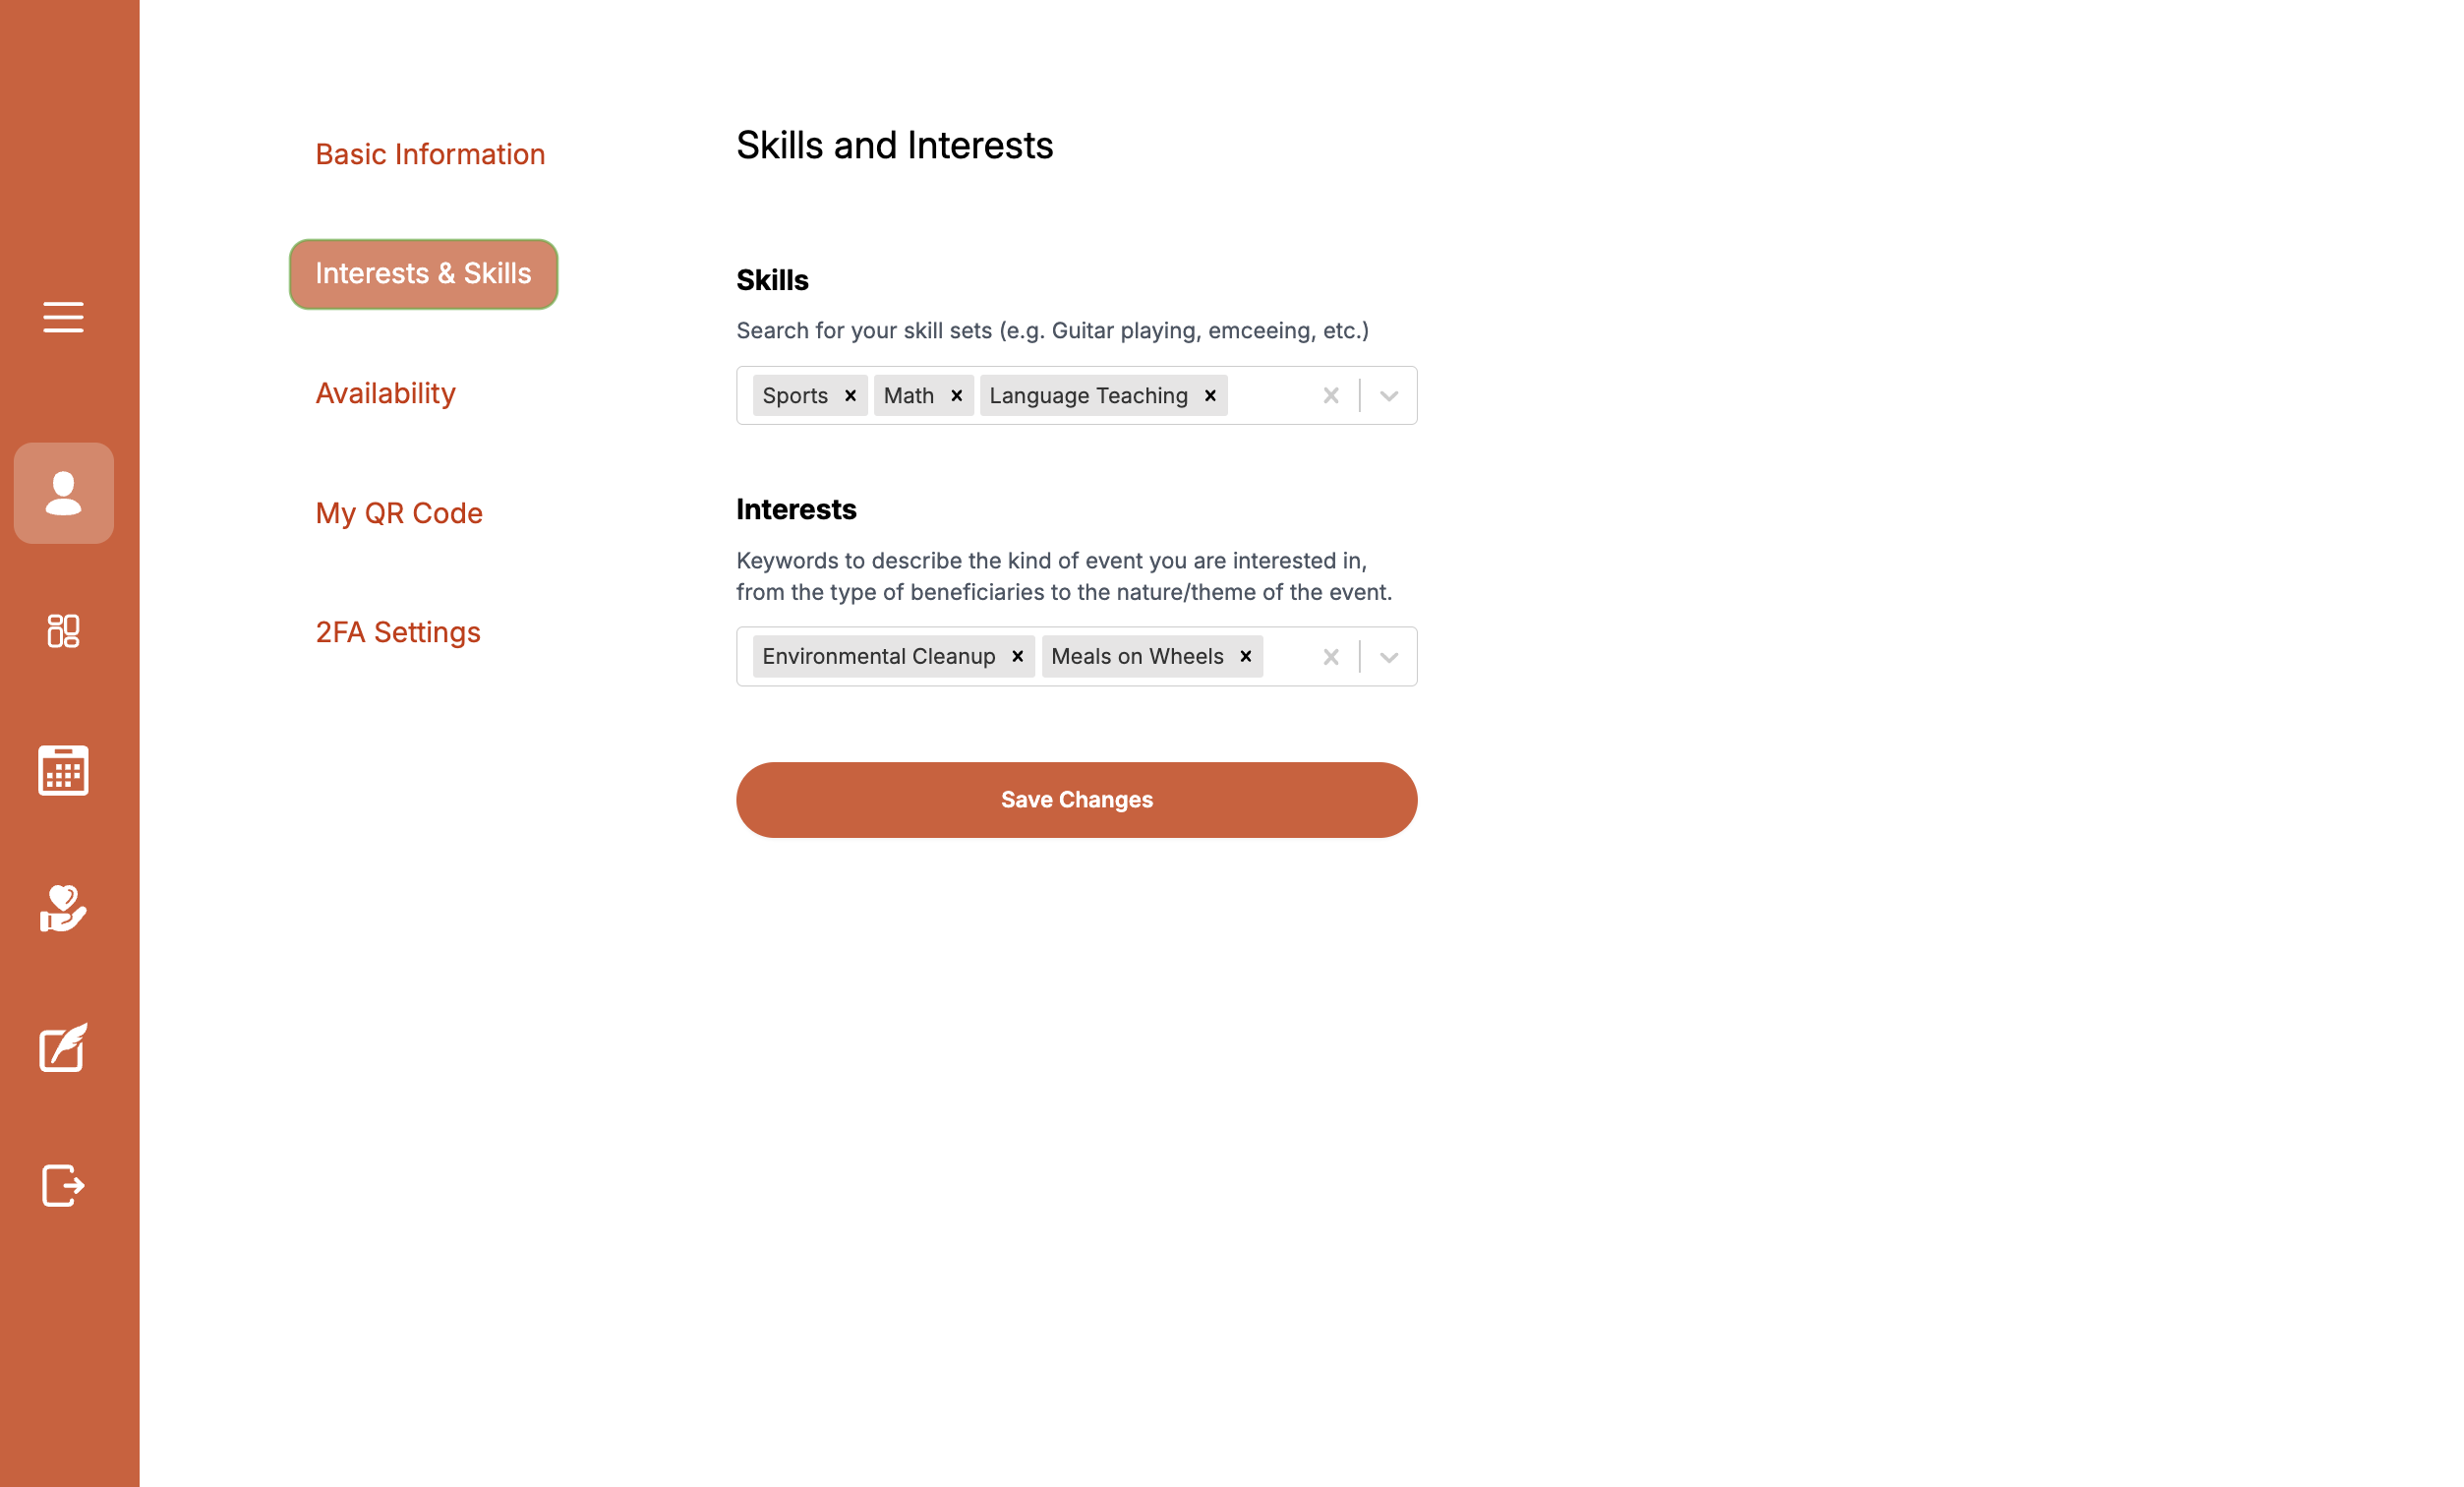 Basic Information
Interests & Skills
Availability
My QR Code
2FA Settings
Skills and Interests
Skills
Search for your skill sets (e.g. Guitar playing, emceeing, etc.)
Sports Math Language Teaching
Interests
Keywords to describe the kind of event you are interested in,
from the type of beneficiaries to the nature/theme of the event.
Environmental Cleanup Meals on Wheels
Save Changes